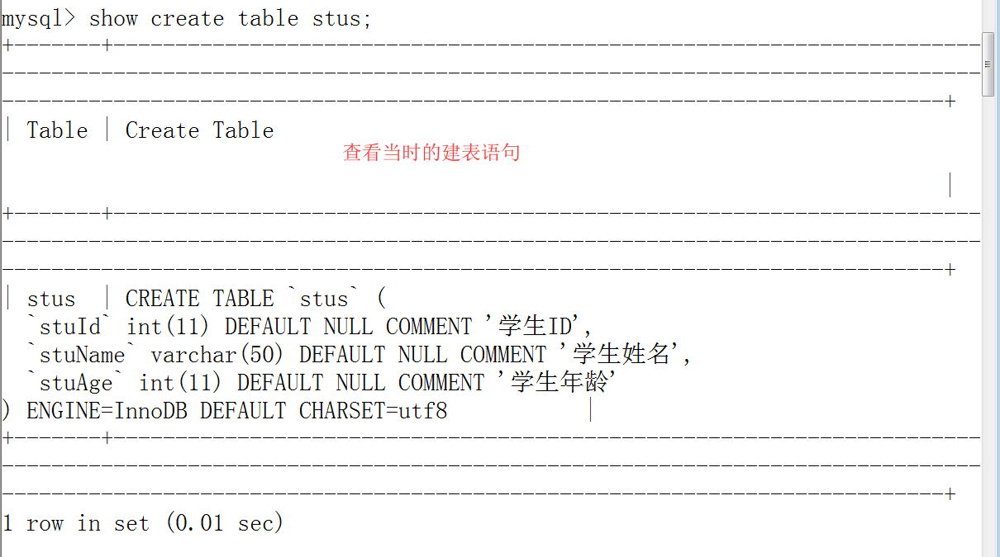 mysql> show create table stus;
+-------+----------------------------------------------------------------------
-------------------------------------------------------------------------------
----------------------------------------------------------------------------+
| Table | Create Table
查看当时的建表语句
|
+-------+----------------------------------------------------------------------
-------------------------------------------------------------------------------
----------------------------------------------------------------------------+
| stus  | CREATE TABLE `stus` (
  `stuId` int(11) DEFAULT NULL COMMENT '学生ID',
  `stuName` varchar(50) DEFAULT NULL COMMENT '学生姓名',
  `stuAge` int(11) DEFAULT NULL COMMENT '学生年龄'
) ENGINE=InnoDB DEFAULT CHARSET=utf8           |
+-------+----------------------------------------------------------------------
-------------------------------------------------------------------------------
----------------------------------------------------------------------------+
1 row in set (0.01 sec)